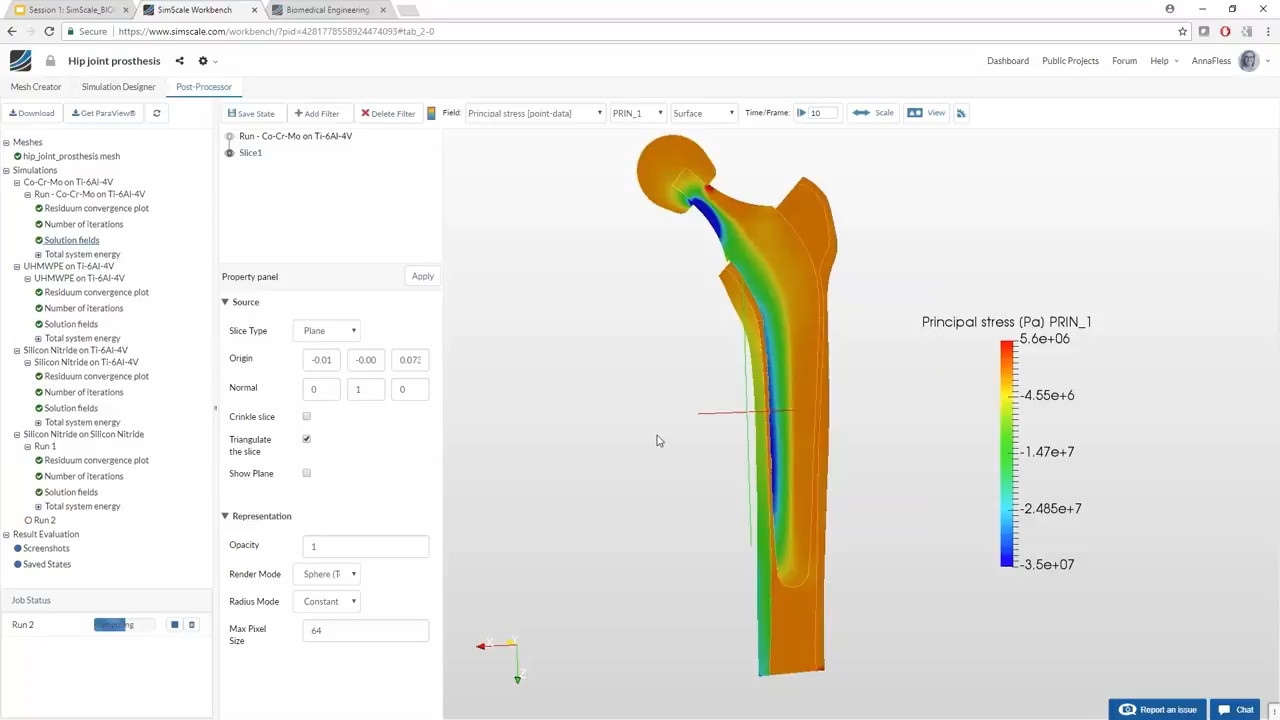 Session 1: SimScale_BIO
SimScale Workbench
Biomedical Engineering
Secure
https://www.simscale.com/workbench/?pid=4281778558924474093#tab_2-0
Hip joint prosthesis
Dashboard
Public Projects
Forum
Help
AnnaFless
Mesh Creator
Simulation Designer
Post-Processor
Download
Get ParaView®
Save State
Add Filter
Delete Filter
Field:
Principal stress [point-data]
PRIN_1
Surface
Time/Frame:
10
Scale
View
Meshes
hip_joint_prosthesis mesh
Simulations
Co-Cr-Mo on Ti-6Al-4V
Run - Co-Cr-Mo on Ti-6Al-4V
Residuum convergence plot
Number of iterations
Solution fields
Total system energy
UHMWPE on Ti-6Al-4V
UHMWPE on Ti-6Al-4V
Residuum convergence plot
Number of iterations
Solution fields
Total system energy
Silicon Nitride on Ti-6Al-4V
Silicon Nitride on Ti-6Al-4V
Residuum convergence plot
Number of iterations
Solution fields
Total system energy
Silicon Nitride on Silicon Nitride
Run 1
Residuum convergence plot
Number of iterations
Solution fields
Total system energy
Run 2
Result Evaluation
Screenshots
Saved States
Job Status
Run 2
Run - Co-Cr-Mo on Ti-6Al-4V
Slice1
Property panel
Apply
Source
Slice Type
Plane
Origin
-0.01
-0.00
0.073
Normal
0
1
0
Crinkle slice
Triangulate
the slice
Show Plane
Representation
Opacity
1
Render Mode
Sphere (T
Radius Mode
Constant
Max Pixel
Size
64
Principal stress (Pa) PRIN_1
5.6e+06
-4.55e+6
-1.47e+7
-2.485e+7
-3.5e+07
X
Y
Z
Report an issue
Chat